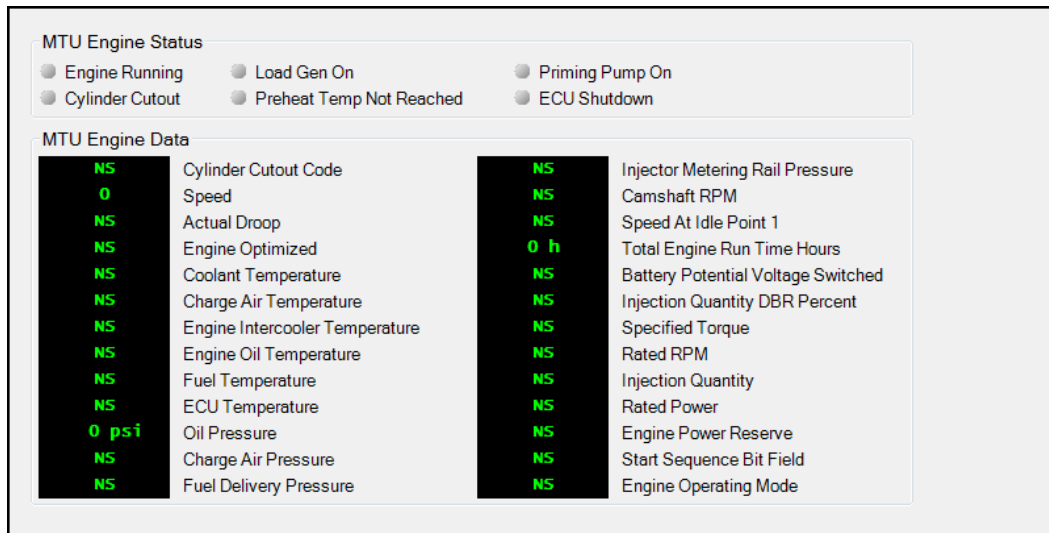 MTU Engine Status
Engine Running Load Gen On Priming Pump On
Cylinder Cutout Preheat Temp Not Reached ECU Shutdown
MTU Engine Data
NS Cylinder Cutout Code NS Injector Metering Rail Pressure
0 Speed NS Camshaft RPM
NS Actual Droop NS Speed At Idle Point 1
NS Engine Optimized 0 h Total Engine Run Time Hours
NS Coolant Temperature NS Battery Potential Voltage Switched
NS Charge Air Temperature NS Injection Quantity DBR Percent
NS Engine Intercooler Temperature NS Specified Torque
NS Engine Oil Temperature NS Rated RPM
NS Fuel Temperature NS Injection Quantity
NS ECU Temperature NS Rated Power
0 psi Oil Pressure NS Engine Power Reserve
NS Charge Air Pressure NS Start Sequence Bit Field
NS Fuel Delivery Pressure NS Engine Operating Mode